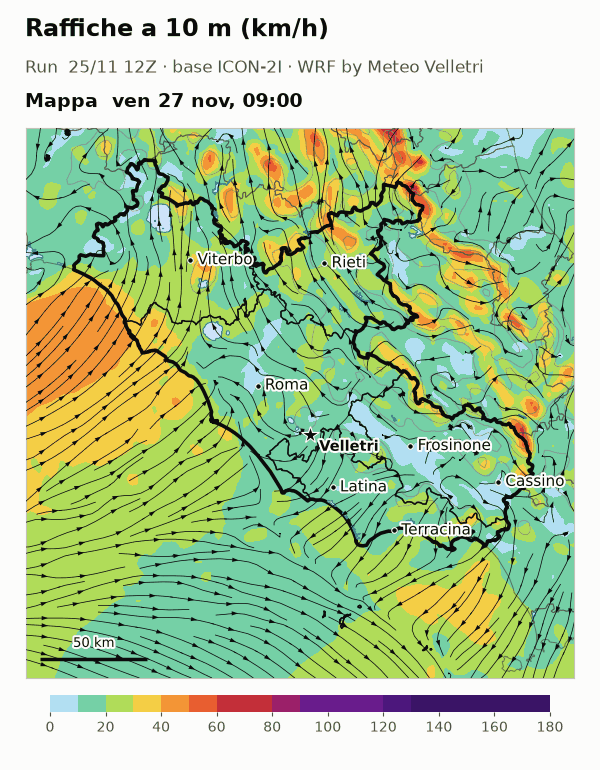 Raffiche a 10 m (km/h)
Run  25/11 12Z · base ICON-2I · WRF by Meteo Velletri
Mappa  ven 27 nov, 09:00
Viterbo
Rieti
Roma
Velletri
Frosinone
Latina
Cassino
Terracina
50 km
0 20 40 60 80 100 120 140 160 180